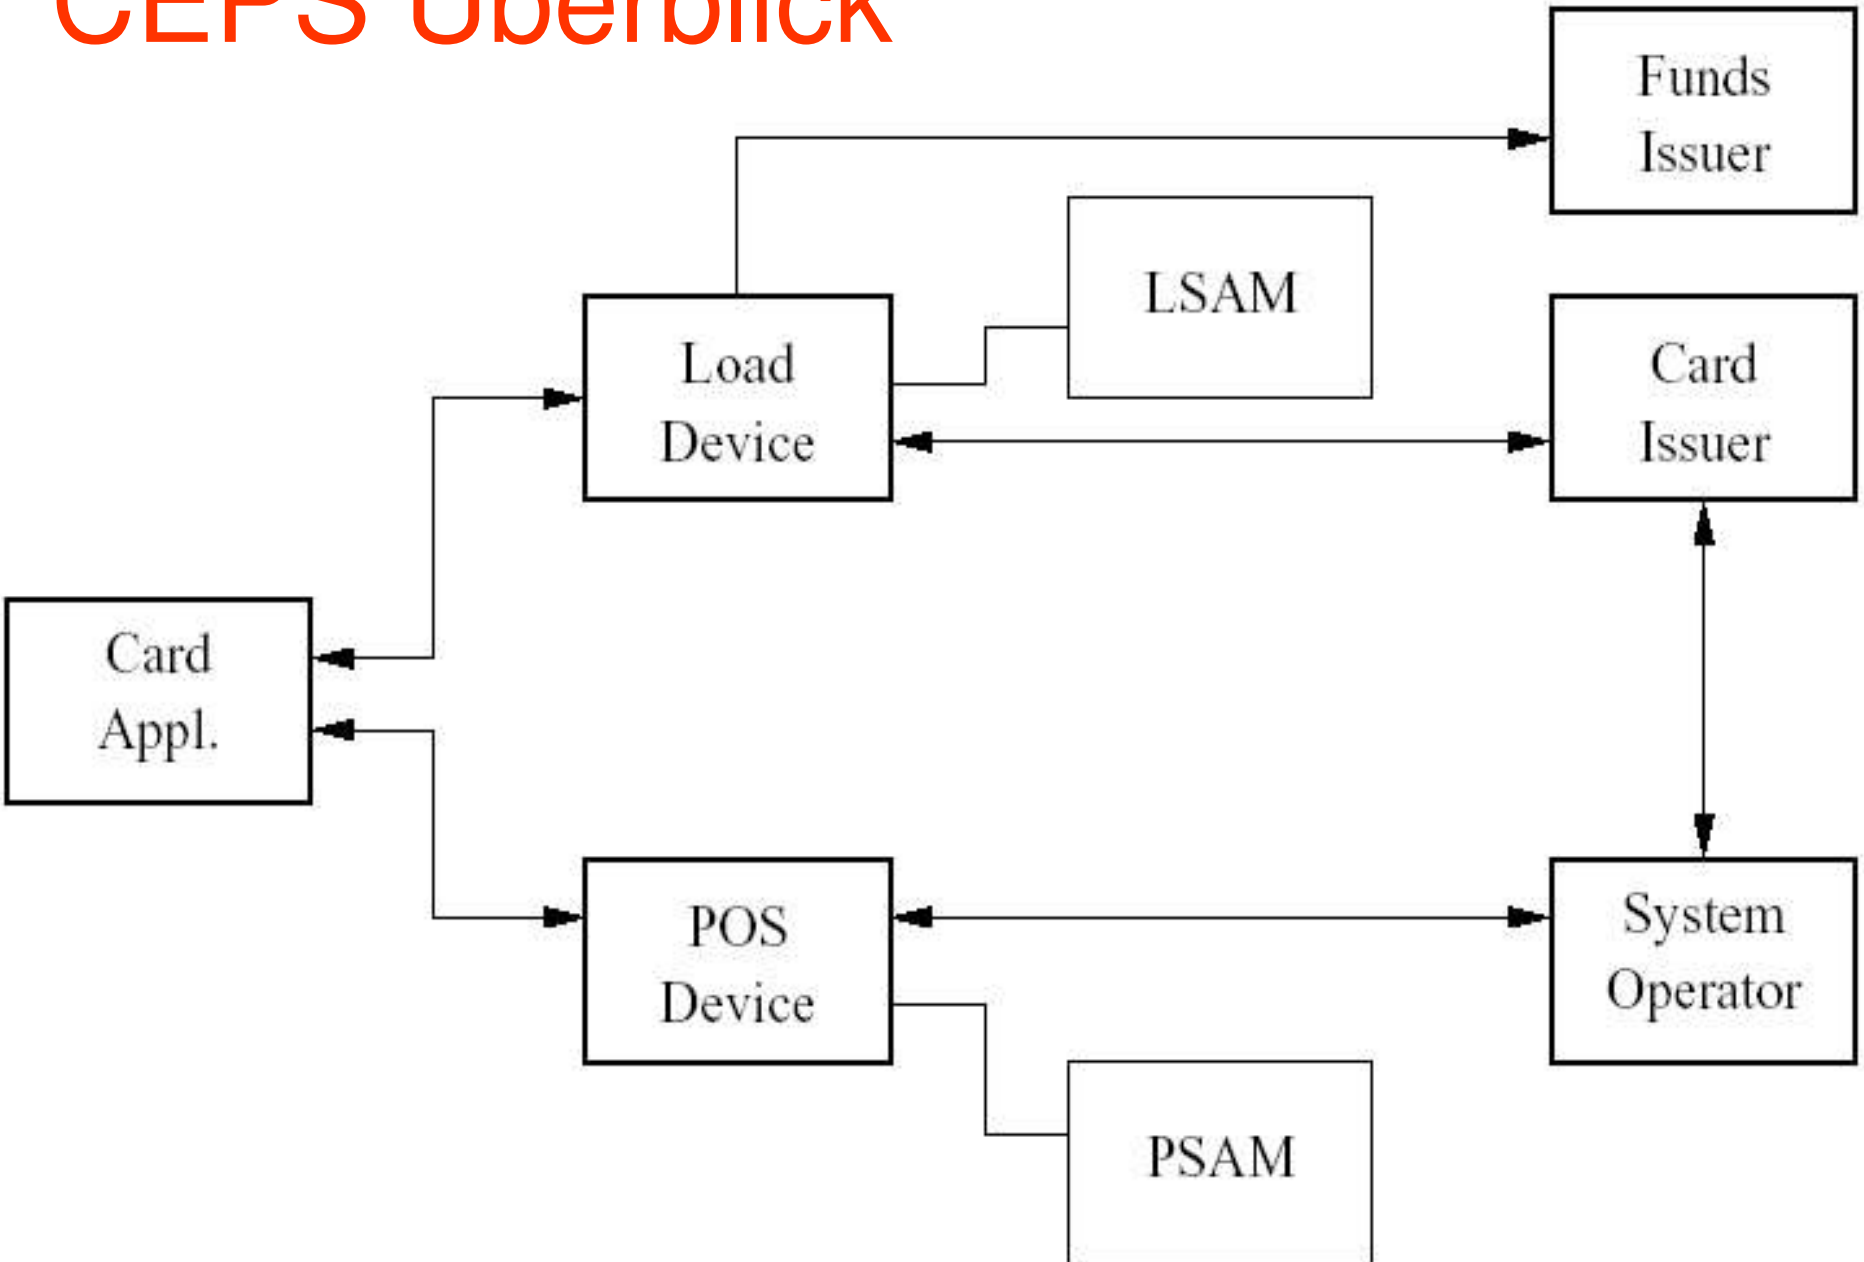 CEPS Überblick
Funds
Issuer
LSAM
Load
Device
Card
Issuer
Card
Appl.
POS
Device
System
Operator
PSAM